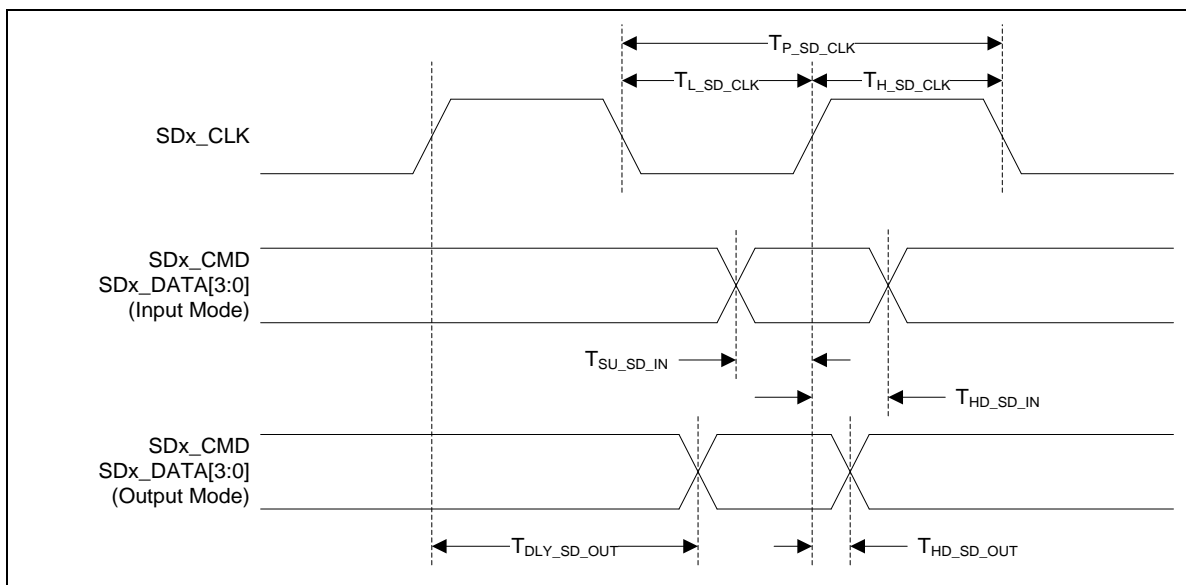 T_P_SD_CLK
T_L_SD_CLK T_H_SD_CLK
SDx_CLK
SDx_CMD
SDx_DATA[3:0]
(Input Mode)
T_SU_SD_IN
T_HD_SD_IN
SDx_CMD
SDx_DATA[3:0]
(Output Mode)
T_DLY_SD_OUT T_HD_SD_OUT